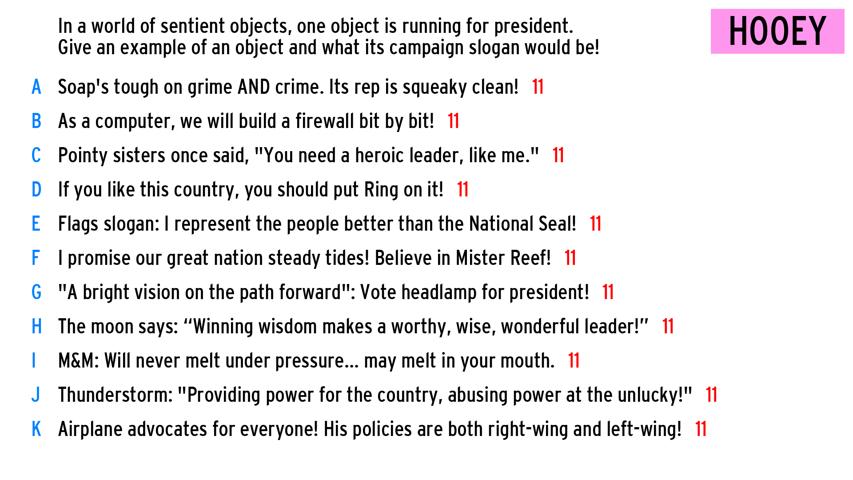 In a world of sentient objects, one object is running for president.
Give an example of an object and what its campaign slogan would be!
HOOEY
A Soap's tough on grime AND crime. Its rep is squeaky clean! 11
B As a computer, we will build a firewall bit by bit! 11
C Pointy sisters once said, "You need a heroic leader, like me." 11
D If you like this country, you should put Ring on it! 11
E Flags slogan: I represent the people better than the National Seal! 11
F I promise our great nation steady tides! Believe in Mister Reef! 11
G "A bright vision on the path forward": Vote headlamp for president! 11
H The moon says: “Winning wisdom makes a worthy, wise, wonderful leader!” 11
I M&M: Will never melt under pressure... may melt in your mouth. 11
J Thunderstorm: "Providing power for the country, abusing power at the unlucky!" 11
K Airplane advocates for everyone! His policies are both right-wing and left-wing! 11